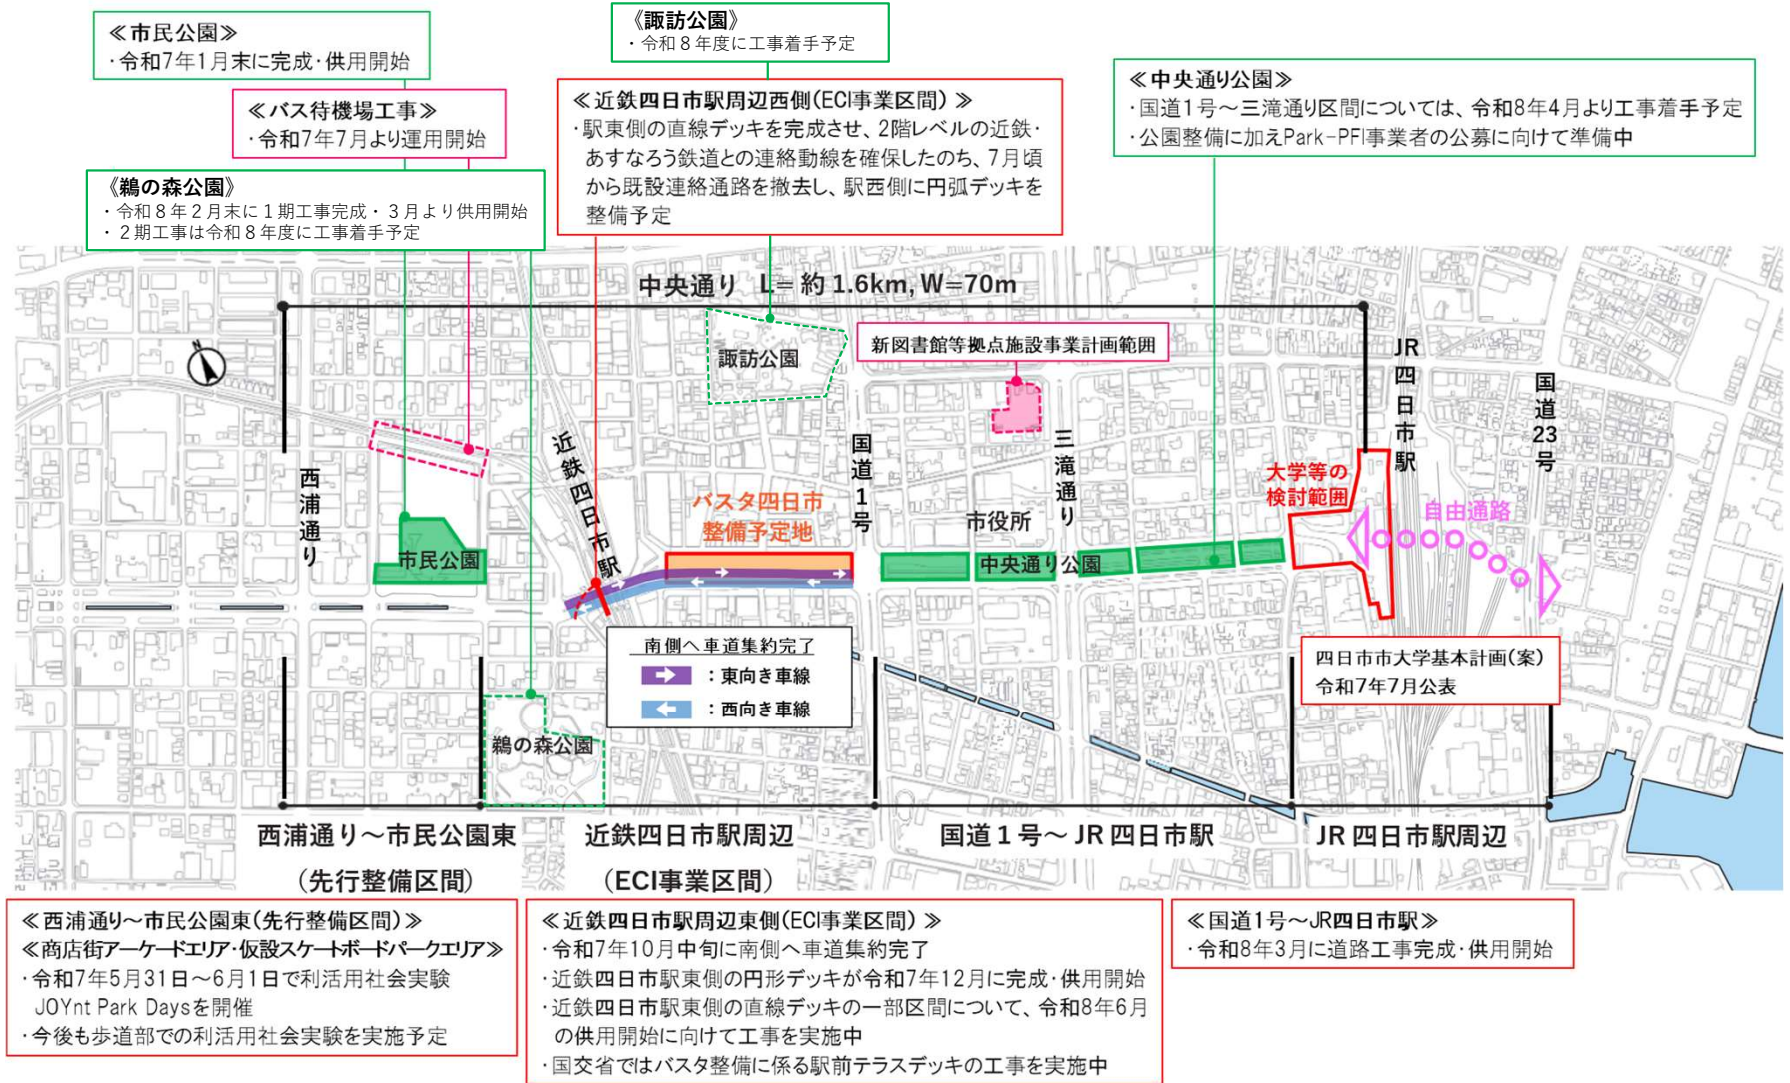 ≪市民公園≫
・令和7年1月末に完成・供用開始
≪バス待機場工事≫
・令和7年7月より運用開始
《鵜の森公園》
・令和８年２月末に１期工事完成・３月より供用開始
・２期工事は令和８年度に工事着手予定
《諏訪公園》
・令和８年度に工事着手予定
≪近鉄四日市駅周辺西側(ECI事業区間) ≫
・駅東側の直線デッキを完成させ、2階レベルの近鉄・
あすなろう鉄道との連絡動線を確保したのち、7月頃
から既設連絡通路を撤去し、駅西側に円弧デッキを
整備予定
≪中央通り公園≫
・国道1号～三滝通り区間については、令和8年4月より工事着手予定
・公園整備に加えPark-PFI事業者の公募に向けて準備中
中央通り L= 約 1.6km, W=70m
N
諏訪公園
新図書館等拠点施設事業計画範囲
JR四日市駅
国道23号
西浦通り
近鉄四日市駅
国道1号
三滝通り
大学等の
検討範囲
自由通路
バスタ四日市
整備予定地
市役所
市民公園
中央通り公園
南側へ車道集約完了
：東向き車線
：西向き車線
四日市市大学基本計画(案)
令和7年7月公表
鵜の森公園
西浦通り～市民公園東
(先行整備区間)
近鉄四日市駅周辺
(ECI事業区間)
国道１号～ JR 四日市駅
JR 四日市駅周辺
≪西浦通り～市民公園東(先行整備区間)≫
≪商店街アーケードエリア・仮設スケートボードパークエリア≫
・令和7年5月31日～6月1日で利活用社会実験
JOYnt Park Daysを開催
・今後も歩道部での利活用社会実験を実施予定
≪近鉄四日市駅周辺東側(ECI事業区間) ≫
・令和7年10月中旬に南側へ車道集約完了
・近鉄四日市駅東側の円形デッキが令和7年12月に完成・供用開始
・近鉄四日市駅東側の直線デッキの一部区間について、令和8年6月
の供用開始に向けて工事を実施中
・国交省ではバスタ整備に係る駅前テラスデッキの工事を実施中
≪国道1号～JR四日市駅≫
・令和8年3月に道路工事完成・供用開始